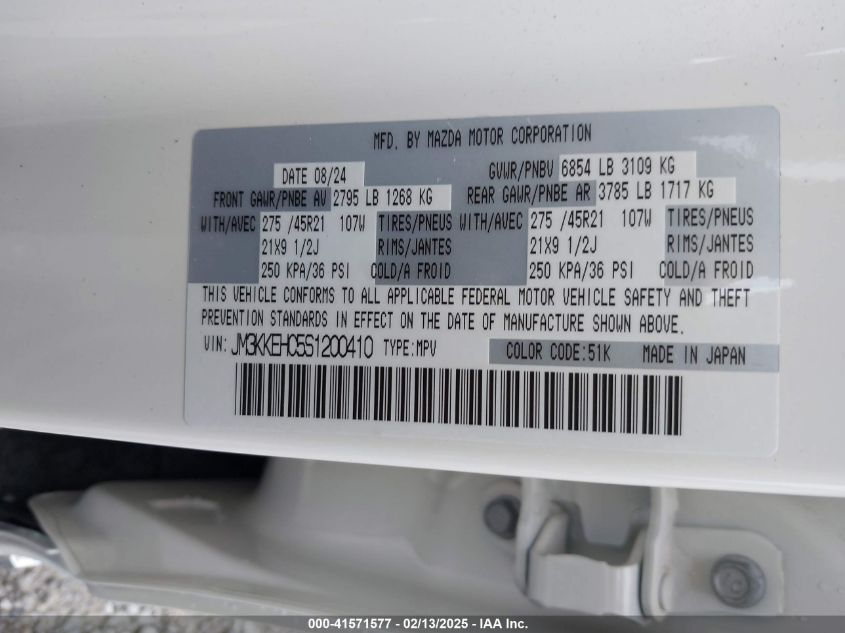 MFD. BY MAZDA MOTOR CORPORATION
DATE 08/24 GVWR/PNBV 6854 LB 3109 KG
FRONT GAWR/PNBE AV 2795 LB 1268 KG REAR GAWR/PNBE AR 3785 LB 1717 KG
WITH/AVEC 275 /45R21 107W TIRES/PNEUS WITH/AVEC 275 /45R21 107W TIRES/PNEUS
21X9 1/2J RIMS/JANTES 21X9 1/2J RIMS/JANTES
250 KPA/36 PSI COLD/A FROID 250 KPA/36 PSI COLD/A FROID
THIS VEHICLE CONFORMS TO ALL APPLICABLE FEDERAL MOTOR VEHICLE SAFETY AND THEFT
PREVENTION STANDARDS IN EFFECT ON THE DATE OF MANUFACTURE SHOWN ABOVE.
VIN: JM3KKEHC5S1200410 TYPE:MPV COLOR CODE:51K MADE IN JAPAN
000-41571577 - 02/13/2025 - IAA Inc.